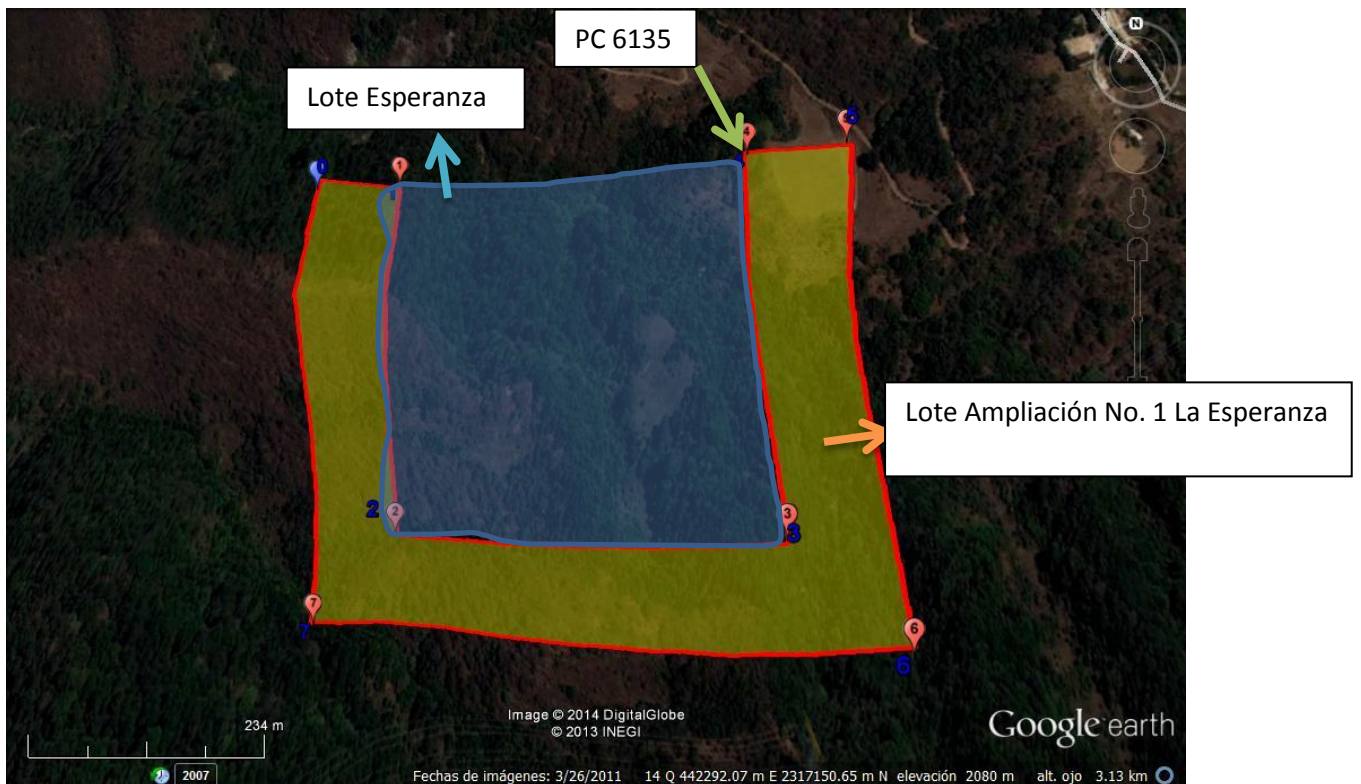 PC 6135
N
Lote Esperanza
0
1
4
5
5
Lote Ampliación No. 1 La Esperanza
2
2
3
3
7
7
6
6
234 m
Image © 2014 DigitalGlobe
© 2013 INEGI
Google earth
2007
Fechas de imágenes: 3/26/2011 14 Q 442292.07 m E 2317150.65 m N elevación 2080 m alt. ojo 3.13 km